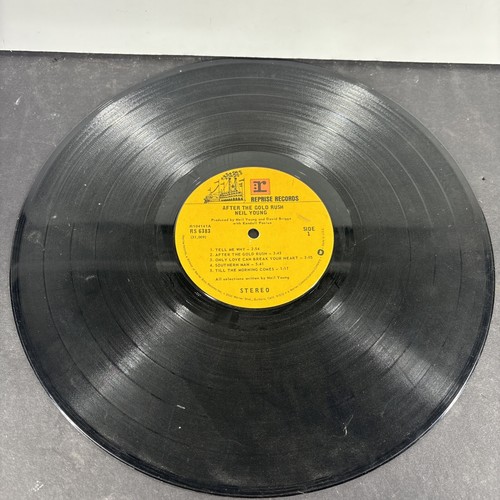 REPRISE RECORDS
AFTER THE GOLD RUSH
NEIL YOUNG
Produced by Neil Young and David Briggs
with Kendall Pacios
RS 6383
SIDE
1
1. TELL ME WHY
2. AFTER THE GOLD RUSH
3. ONLY LOVE CAN BREAK YOUR HEART
4. SOUTHERN MAN
5. TILL THE MORNING COMES
All selections written by Neil Young
STEREO